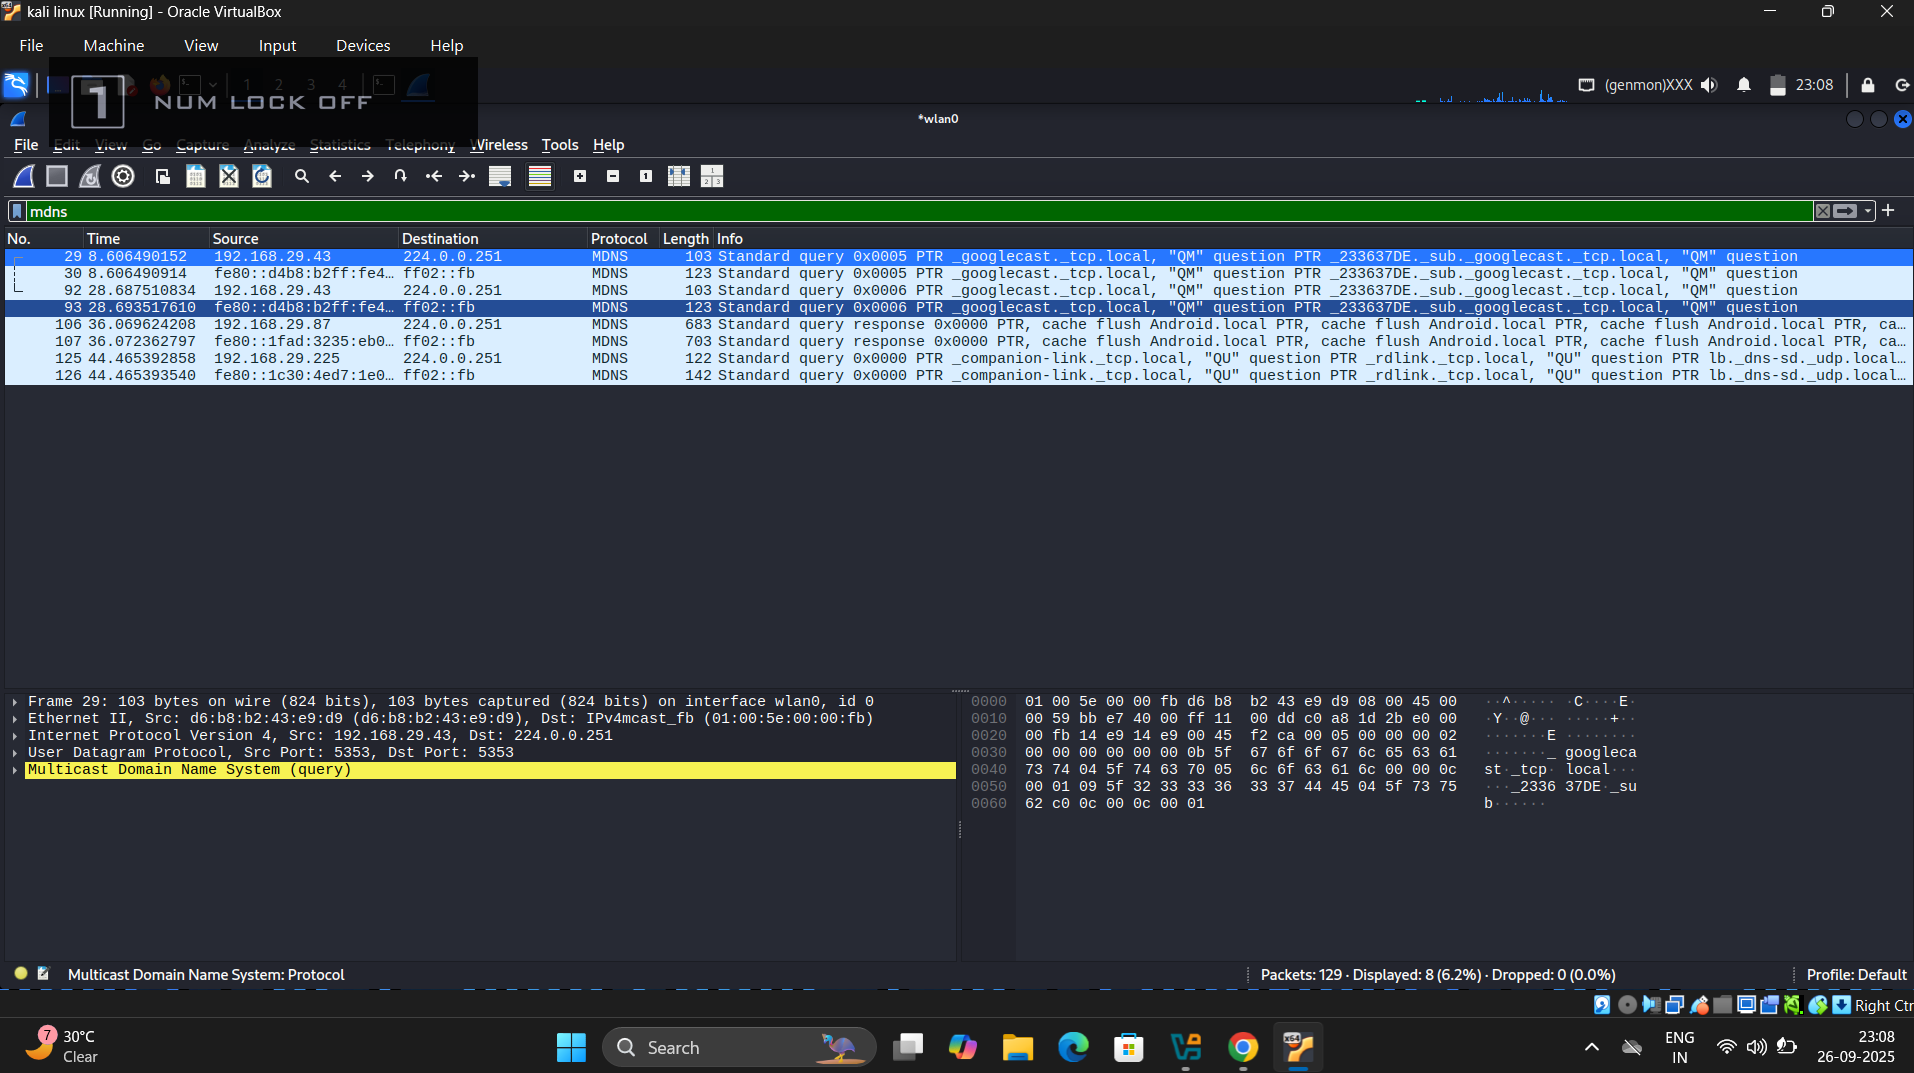 kali linux [Running] - Oracle VirtualBox
File Machine View Input Devices Help
1 2 3 4
(genmon)XXX 23:08
1 NUM LOCK OFF
*wlan0
File Edit View Go Capture Analyze Statistics Telephony Wireless Tools Help
mdns
No. Time Source Destination Protocol Length Info
29 8.606490152 192.168.29.43 224.0.0.251 MDNS 103 Standard query 0x0005 PTR _googlecast._tcp.local, "QM" question PTR _233637DE._sub._googlecast._tcp.local, "QM" question
30 8.606490914 fe80::d4b8:b2ff:fe4… ff02::fb MDNS 123 Standard query 0x0005 PTR _googlecast._tcp.local, "QM" question PTR _233637DE._sub._googlecast._tcp.local, "QM" question
92 28.687510834 192.168.29.43 224.0.0.251 MDNS 103 Standard query 0x0006 PTR _googlecast._tcp.local, "QM" question PTR _233637DE._sub._googlecast._tcp.local, "QM" question
93 28.693517610 fe80::d4b8:b2ff:fe4… ff02::fb MDNS 123 Standard query 0x0006 PTR _googlecast._tcp.local, "QM" question PTR _233637DE._sub._googlecast._tcp.local, "QM" question
106 36.069624208 192.168.29.87 224.0.0.251 MDNS 683 Standard query response 0x0000 PTR, cache flush Android.local PTR, cache flush Android.local PTR, cache flush Android.local PTR, ca…
107 36.072362797 fe80::1fad:3235:eb0… ff02::fb MDNS 703 Standard query response 0x0000 PTR, cache flush Android.local PTR, cache flush Android.local PTR, cache flush Android.local PTR, ca…
125 44.465392858 192.168.29.225 224.0.0.251 MDNS 122 Standard query 0x0000 PTR _companion-link._tcp.local, "QU" question PTR _rdlink._tcp.local, "QU" question PTR lb._dns-sd._udp.local…
126 44.465393540 fe80::1c30:4ed7:1e0… ff02::fb MDNS 142 Standard query 0x0000 PTR _companion-link._tcp.local, "QU" question PTR _rdlink._tcp.local, "QU" question PTR lb._dns-sd._udp.local…
Frame 29: 103 bytes on wire (824 bits), 103 bytes captured (824 bits) on interface wlan0, id 0
Ethernet II, Src: d6:b8:b2:43:e9:d9 (d6:b8:b2:43:e9:d9), Dst: IPv4mcast_fb (01:00:5e:00:00:fb)
Internet Protocol Version 4, Src: 192.168.29.43, Dst: 224.0.0.251
User Datagram Protocol, Src Port: 5353, Dst Port: 5353
Multicast Domain Name System (query)
0000 01 00 5e 00 00 fb d6 b8 b2 43 e9 d9 08 00 45 00 ··^····· ·C····E·
0010 00 59 bb e7 40 00 ff 11 00 dd c0 a8 1d 2b e0 00 ·Y··@··· ·····+··
0020 00 fb 14 e9 14 e9 00 45 f2 ca 00 05 00 00 00 02 ·······E ········
0030 00 00 00 00 00 00 0b 5f 67 6f 6f 67 6c 65 63 61 ·······_ googleca
0040 73 74 04 5f 74 63 70 05 6c 6f 63 61 6c 00 00 0c st·_tcp· local···
0050 00 01 09 5f 32 33 33 36 33 37 44 45 04 5f 73 75 ···_2336 37DE·_su
0060 62 c0 0c 00 0c 00 01 b······
Multicast Domain Name System: Protocol
Packets: 129 · Displayed: 8 (6.2%) · Dropped: 0 (0.0%)
Profile: Default
Right Ctr
7 30°C
Clear
Search
ENG
IN
23:08
26-09-2025